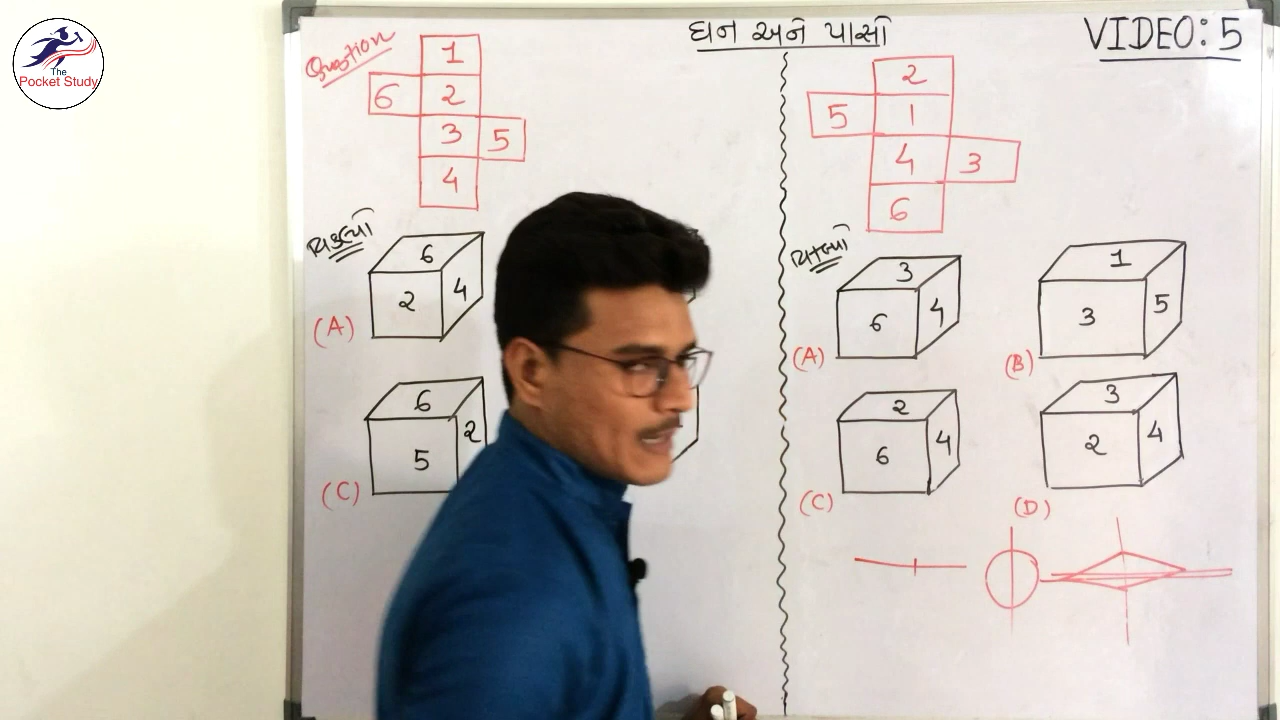 The
Pocket Study
ઘન અને પાસા
VIDEO: 5
Question
1
6 2
3 5
4
વિકલ્પો
6
2 4
(A)
6
5 2
(C)
2
5 1
4 3
6
વિકલ્પો
3
6 4
(A)
1
3 5
(B)
2
6 4
(C)
3
2 4
(D)